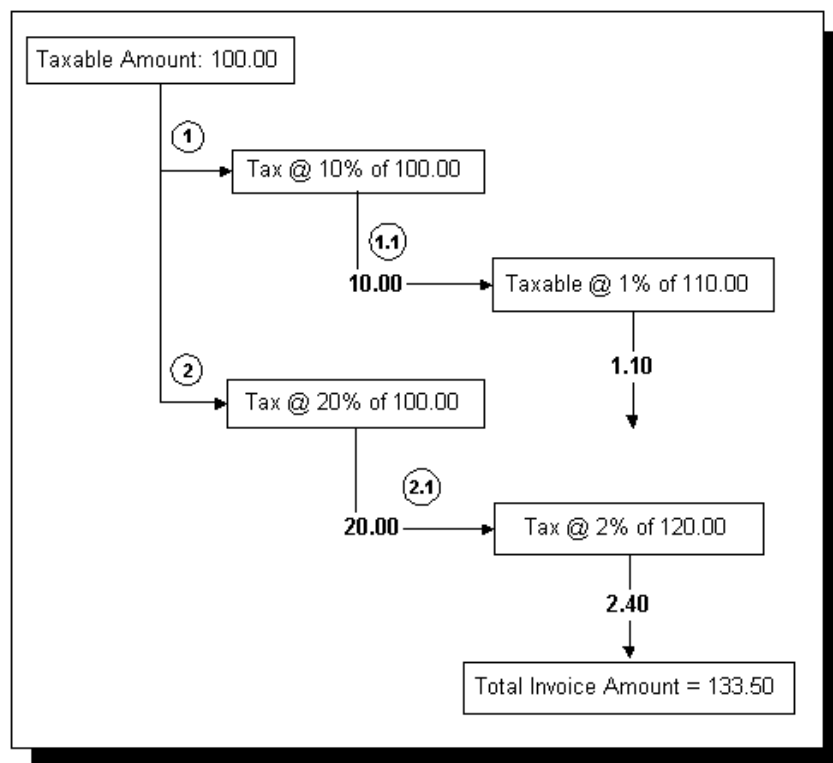 Taxable Amount: 100.00
1
Tax @ 10% of 100.00
1.1
10.00
Taxable @ 1% of 110.00
1.10
2
Tax @ 20% of 100.00
2.1
20.00
Tax @ 2% of 120.00
2.40
Total Invoice Amount = 133.50